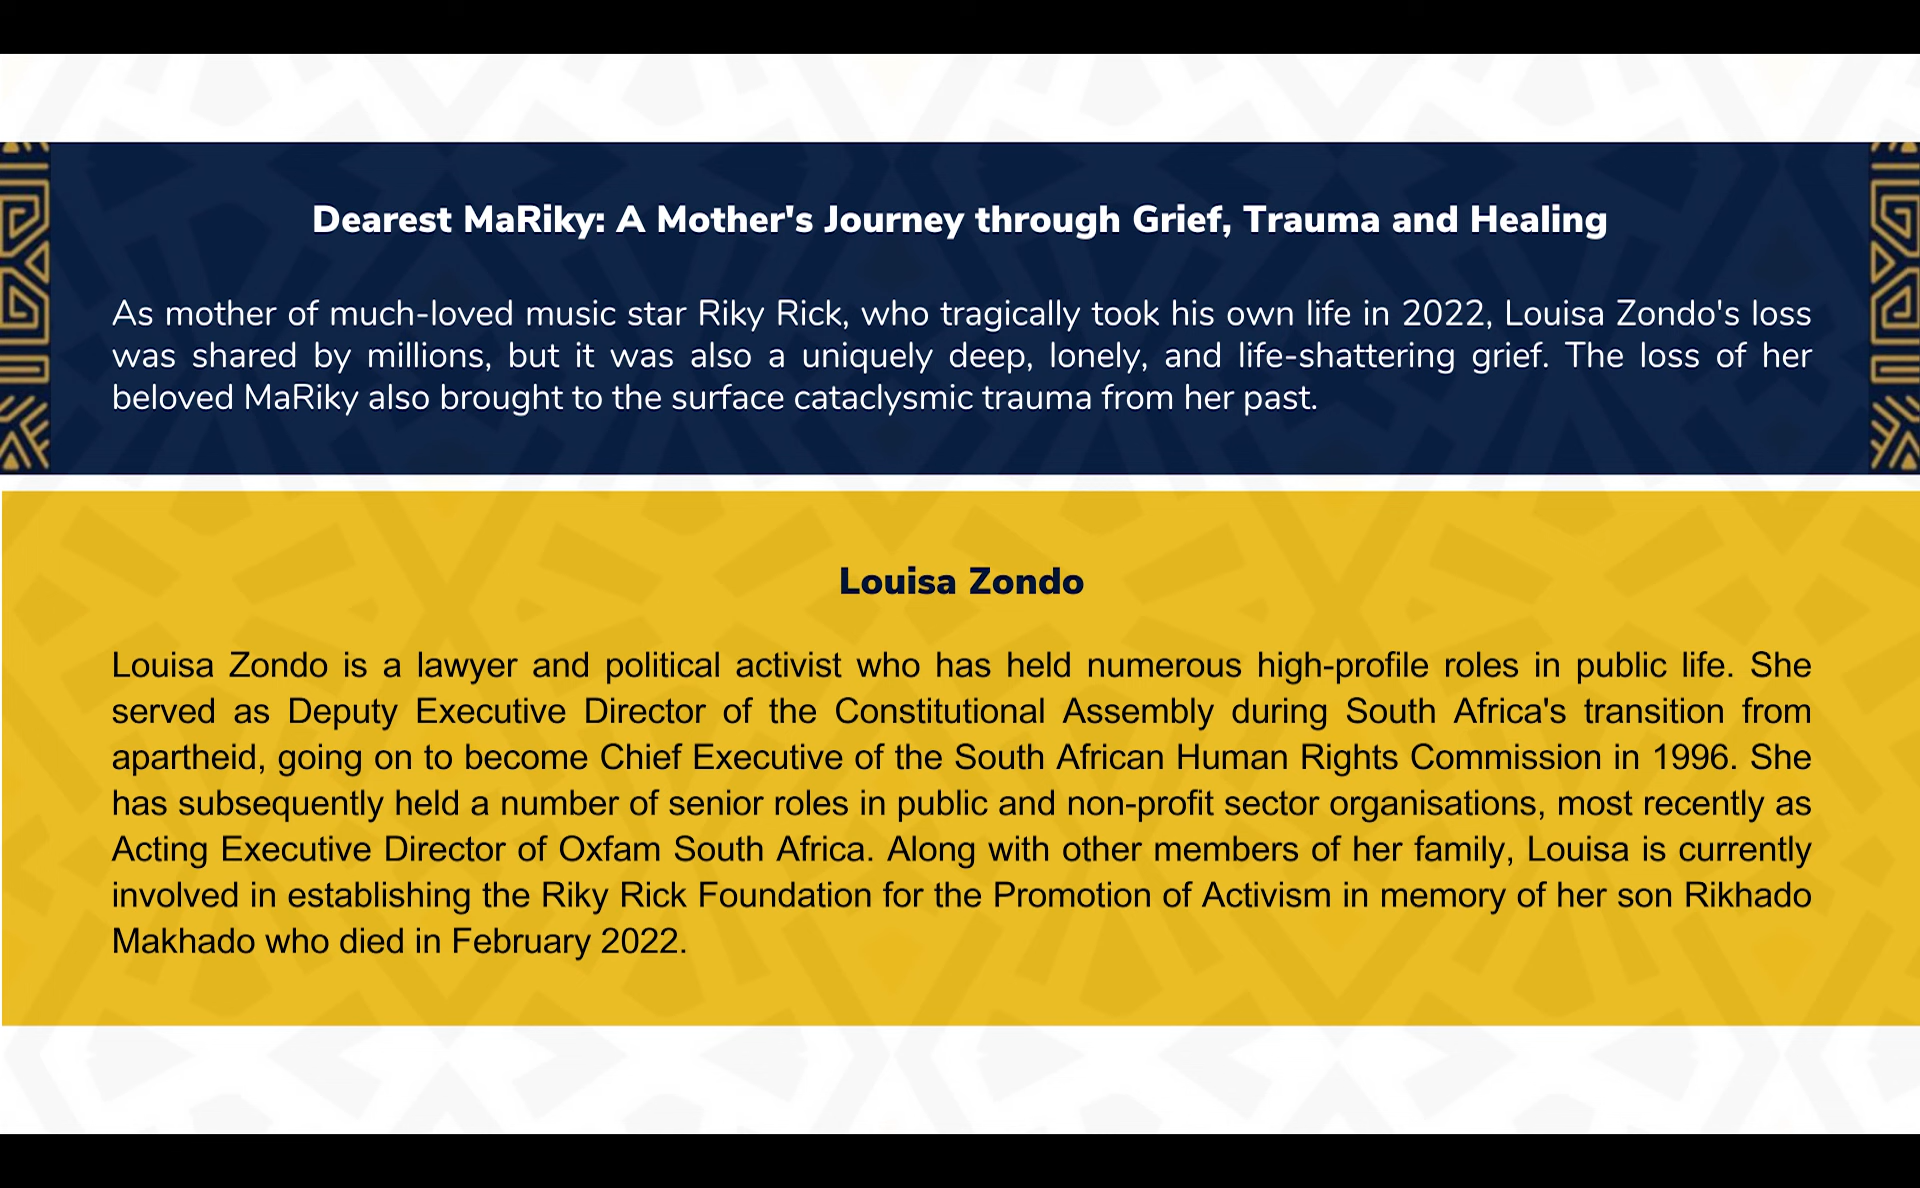 Dearest MaRiky: A Mother's Journey through Grief, Trauma and Healing
As mother of much-loved music star Riky Rick, who tragically took his own life in 2022, Louisa Zondo's loss
was shared by millions, but it was also a uniquely deep, lonely, and life-shattering grief. The loss of her
beloved MaRiky also brought to the surface cataclysmic trauma from her past.
Louisa Zondo
Louisa Zondo is a lawyer and political activist who has held numerous high-profile roles in public life. She
served as Deputy Executive Director of the Constitutional Assembly during South Africa's transition from
apartheid, going on to become Chief Executive of the South African Human Rights Commission in 1996. She
has subsequently held a number of senior roles in public and non-profit sector organisations, most recently as
Acting Executive Director of Oxfam South Africa. Along with other members of her family, Louisa is currently
involved in establishing the Riky Rick Foundation for the Promotion of Activism in memory of her son Rikhado
Makhado who died in February 2022.